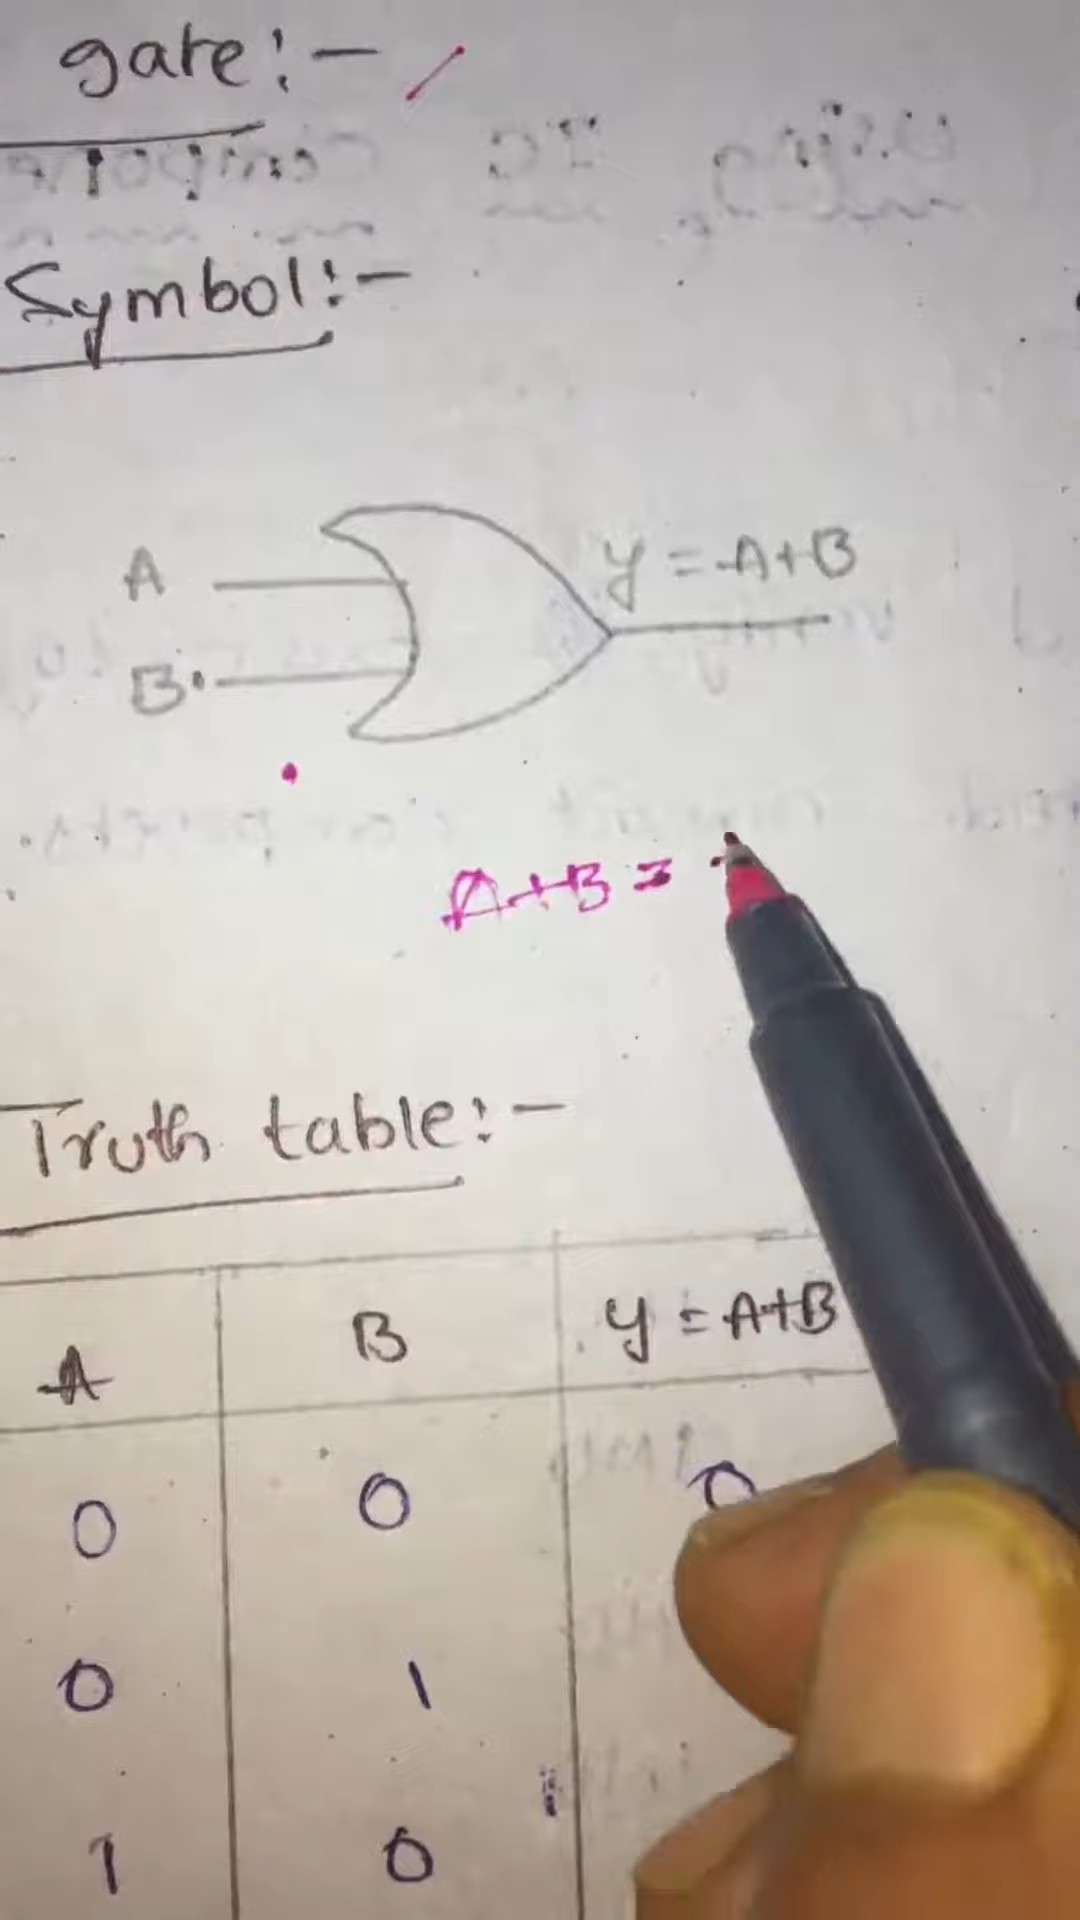 gate:-
Symbol:-
A
y = A+B
B
A+B =
Truth table:-
A B y = A+B
0 0 0
0 1
1 0